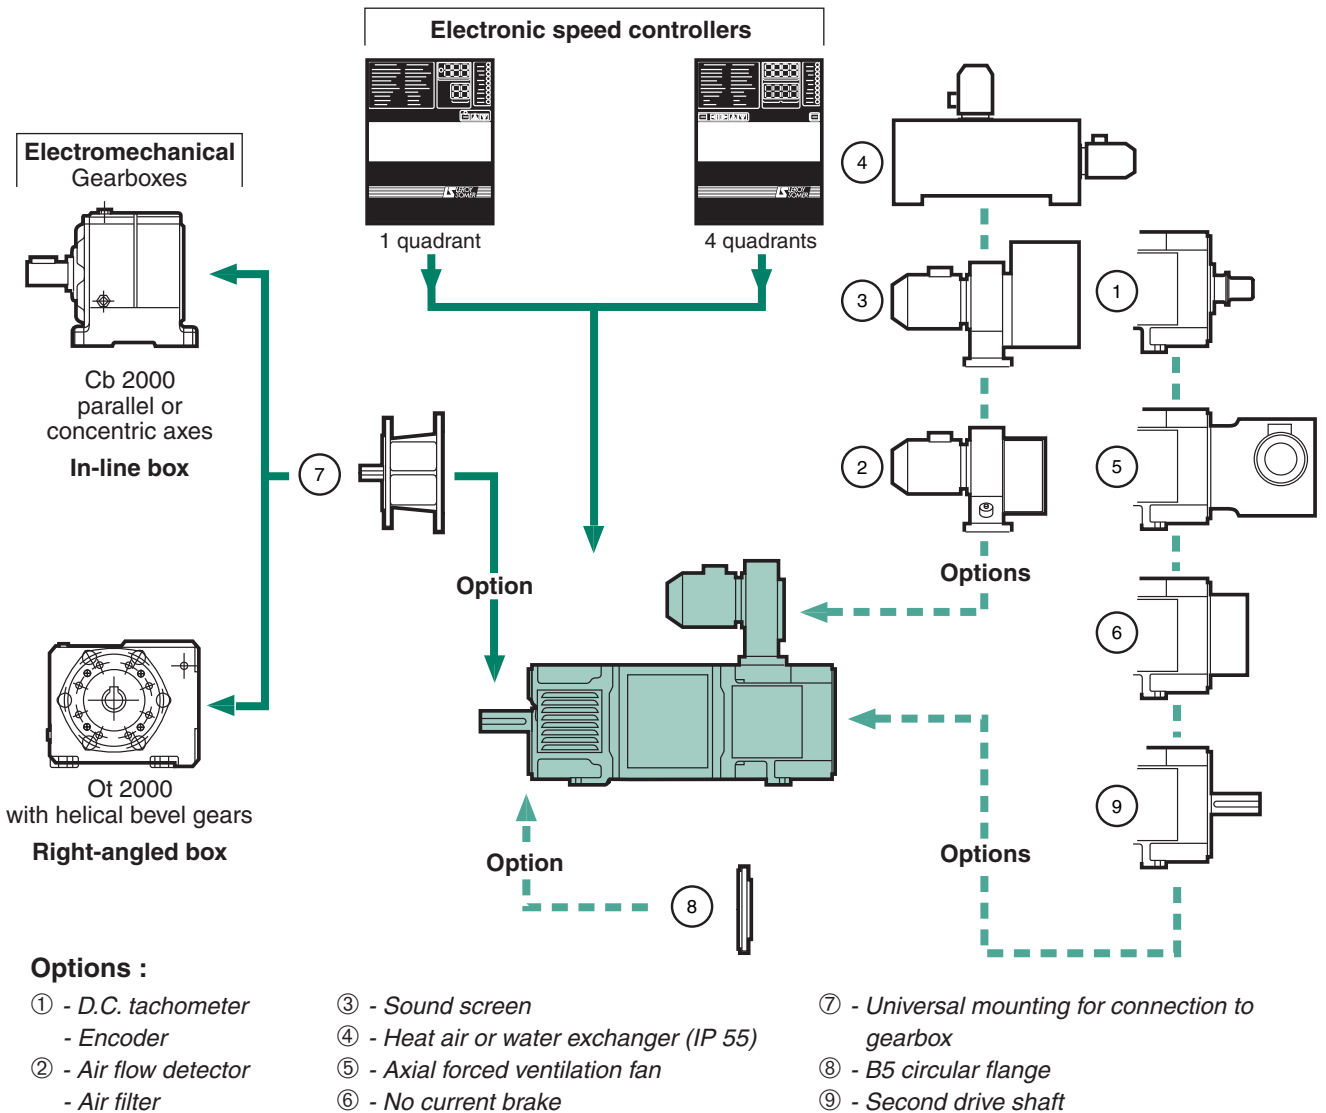 Electronic speed controllers
LEROY
SOMER
LEROY
SOMER
1 quadrant
4 quadrants
Electromechanical
Gearboxes
Cb 2000
parallel or
concentric axes
In-line box
Ot 2000
with helical bevel gears
Right-angled box
7
Option
Option
8
4
3
2
Options
1
5
6
9
Options
Options :
① - D.C. tachometer
- Encoder
② - Air flow detector
- Air filter
③ - Sound screen
④ - Heat air or water exchanger (IP 55)
⑤ - Axial forced ventilation fan
⑥ - No current brake
⑦ - Universal mounting for connection to
gearbox
⑧ - B5 circular flange
⑨ - Second drive shaft